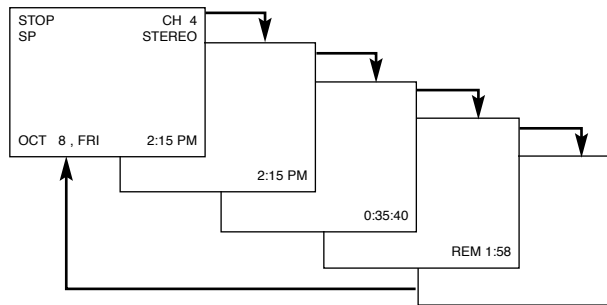 STOP CH 4
SP STEREO
OCT 8 , FRI 2:15 PM
2:15 PM
0:35:40
REM 1:58